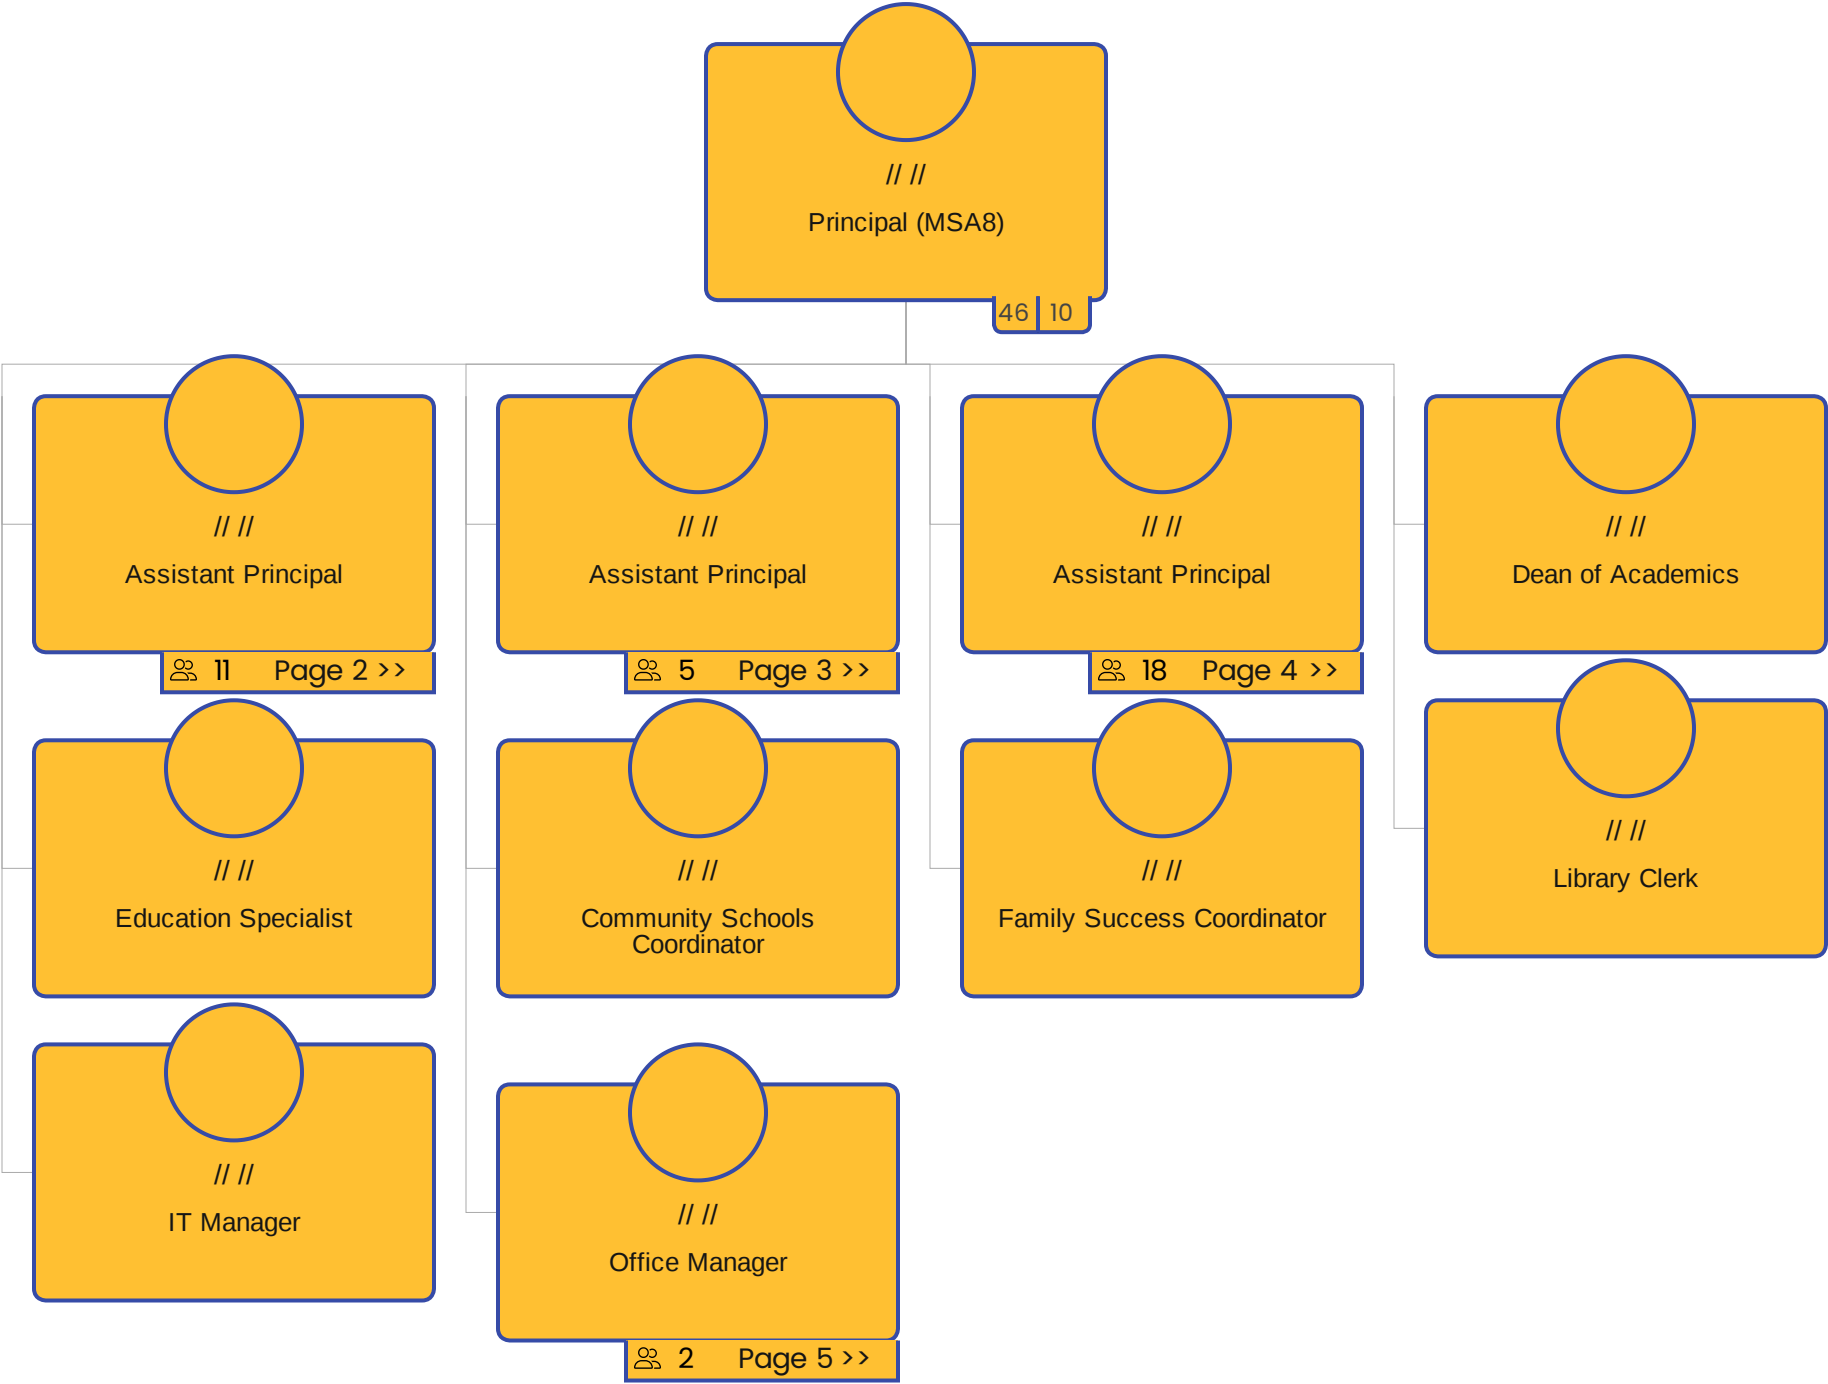 // //
Principal (MSA8)
46 10
// //
Assistant Principal
11 Page 2 >>
// //
Assistant Principal
5 Page 3 >>
// //
Assistant Principal
18 Page 4 >>
// //
Dean of Academics
// //
Education Specialist
// //
Community Schools
Coordinator
// //
Family Success Coordinator
// //
Library Clerk
// //
IT Manager
// //
Office Manager
2 Page 5 >>